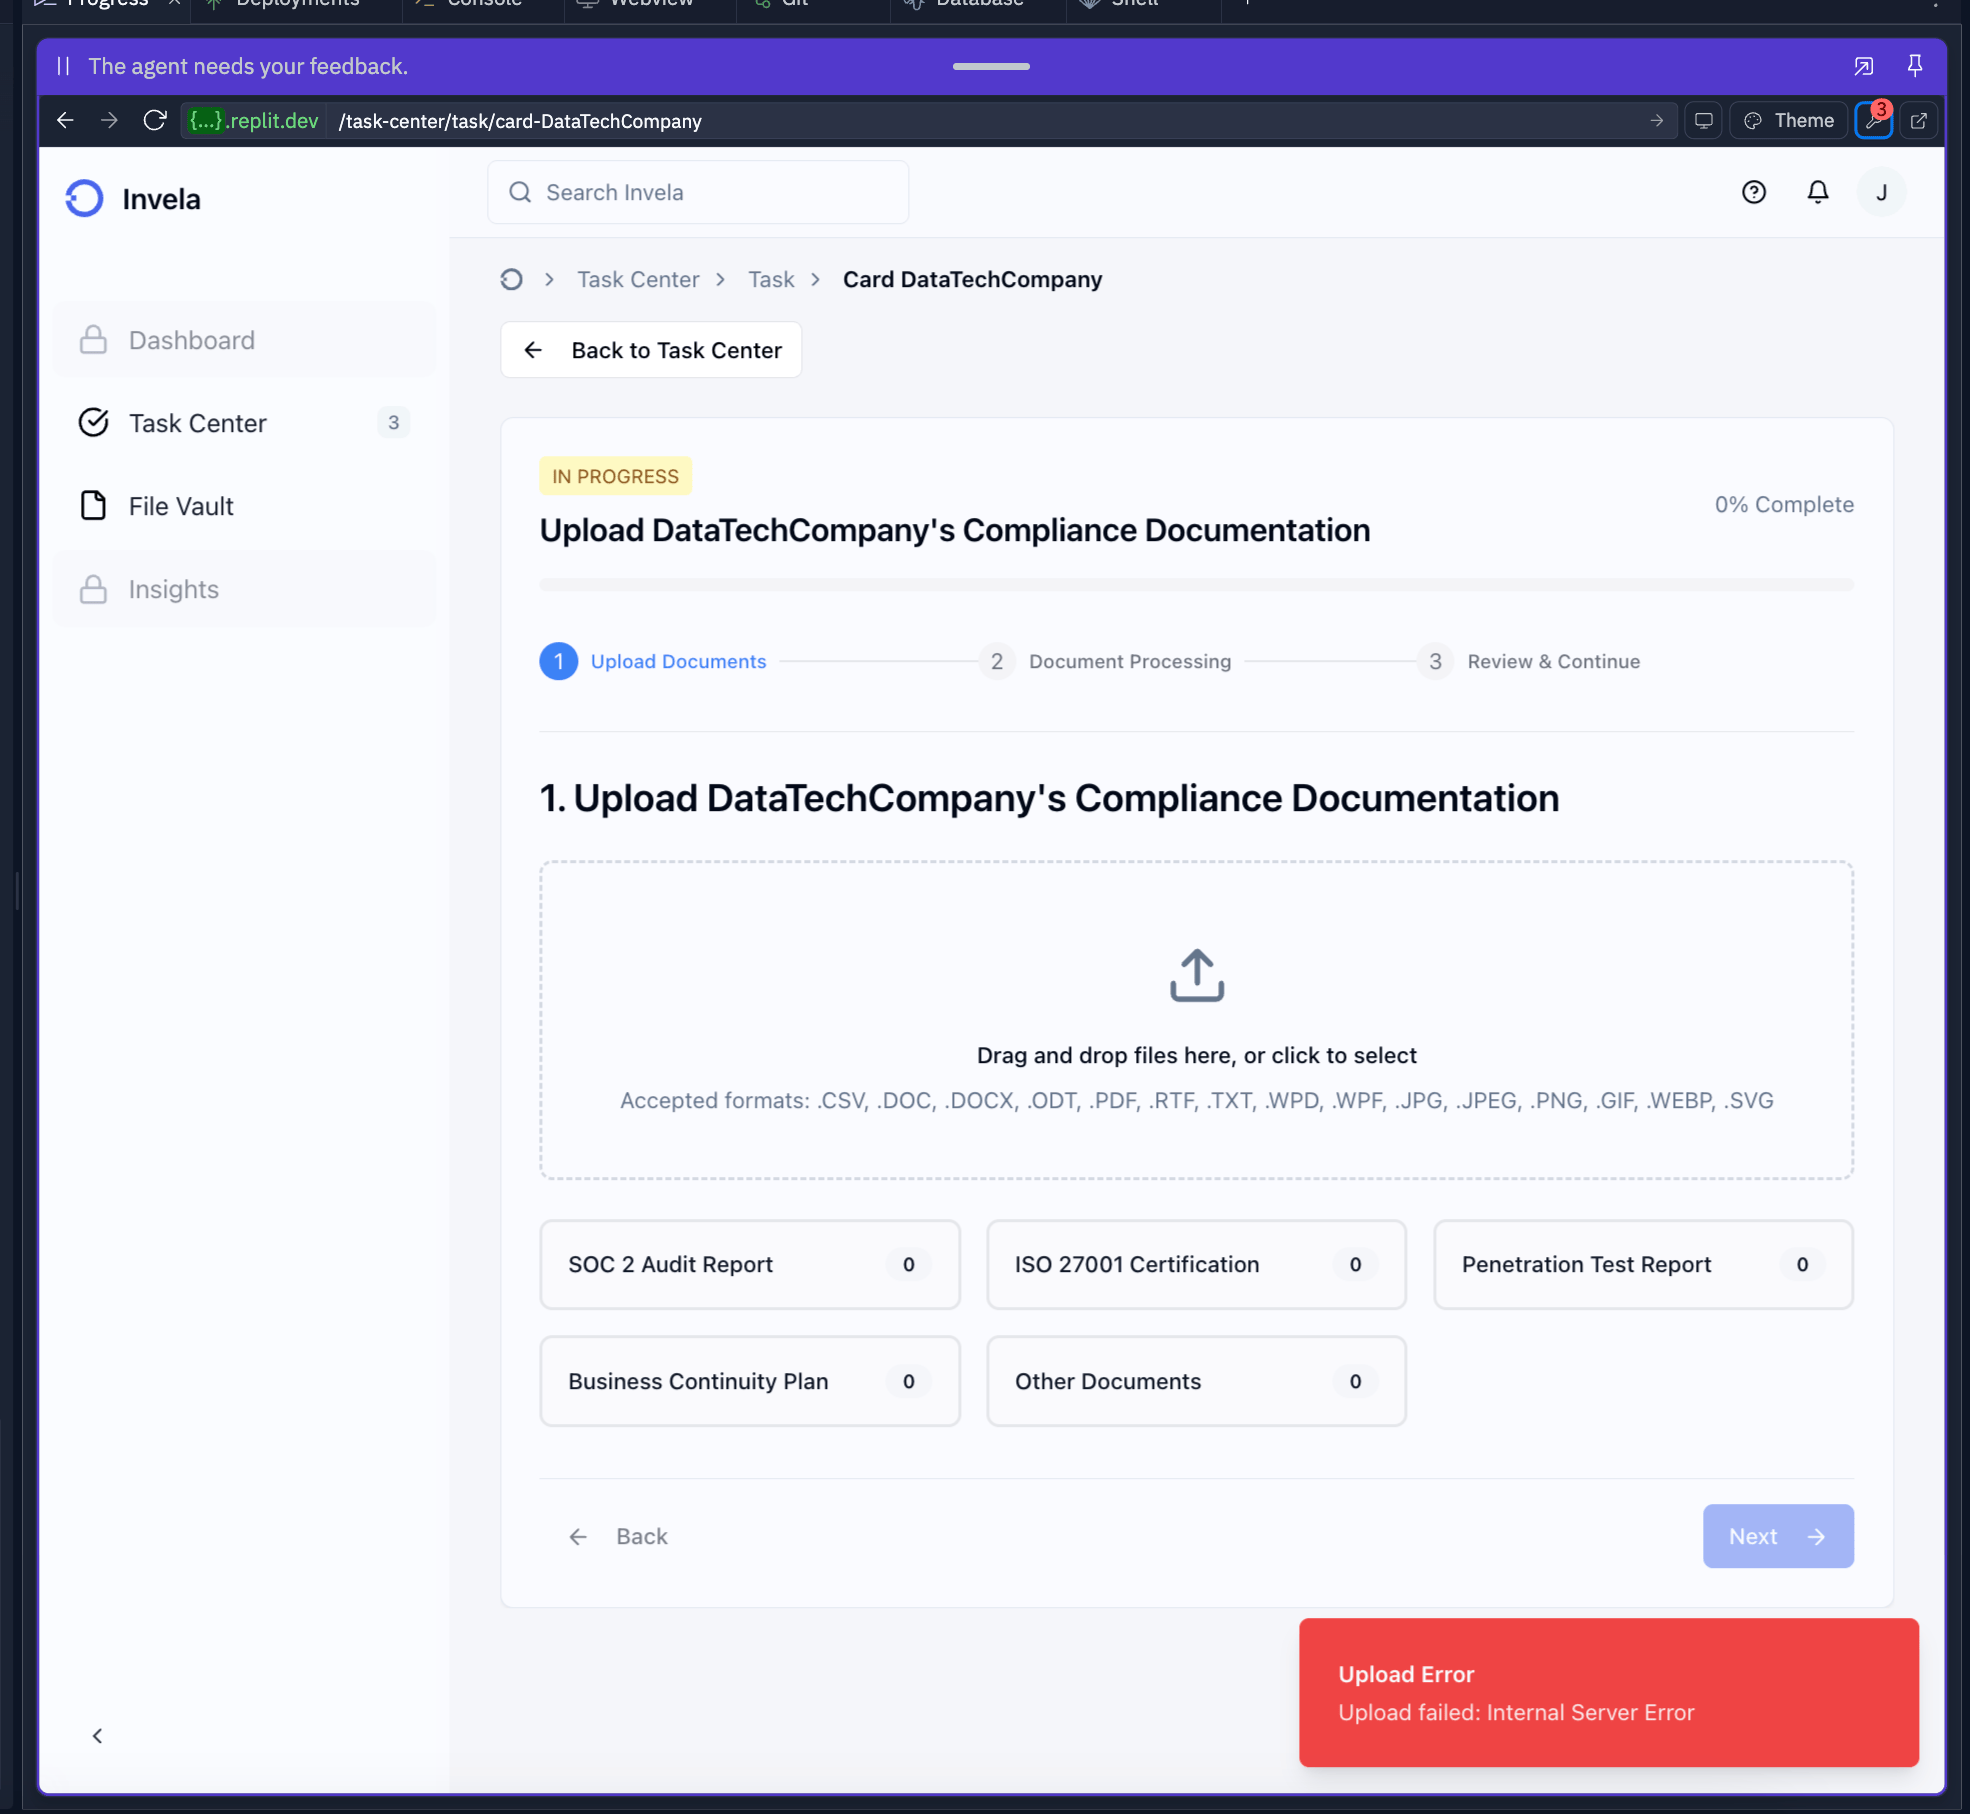 Progress
Deployments
Console
Webview
Git
Database
Shell
The agent needs your feedback.
{...}.replit.dev
/task-center/task/card-DataTechCompany
Theme
3
Invela
Search Invela
J
Task Center
Task
Card DataTechCompany
Back to Task Center
Dashboard
Task Center
3
File Vault
Insights
IN PROGRESS
0% Complete
Upload DataTechCompany's Compliance Documentation
1
Upload Documents
2
Document Processing
3
Review & Continue
1. Upload DataTechCompany's Compliance Documentation
Drag and drop files here, or click to select
Accepted formats: .CSV, .DOC, .DOCX, .ODT, .PDF, .RTF, .TXT, .WPD, .WPF, .JPG, .JPEG, .PNG, .GIF, .WEBP, .SVG
SOC 2 Audit Report
0
ISO 27001 Certification
0
Penetration Test Report
0
Business Continuity Plan
0
Other Documents
0
Back
Next
Upload Error
Upload failed: Internal Server Error